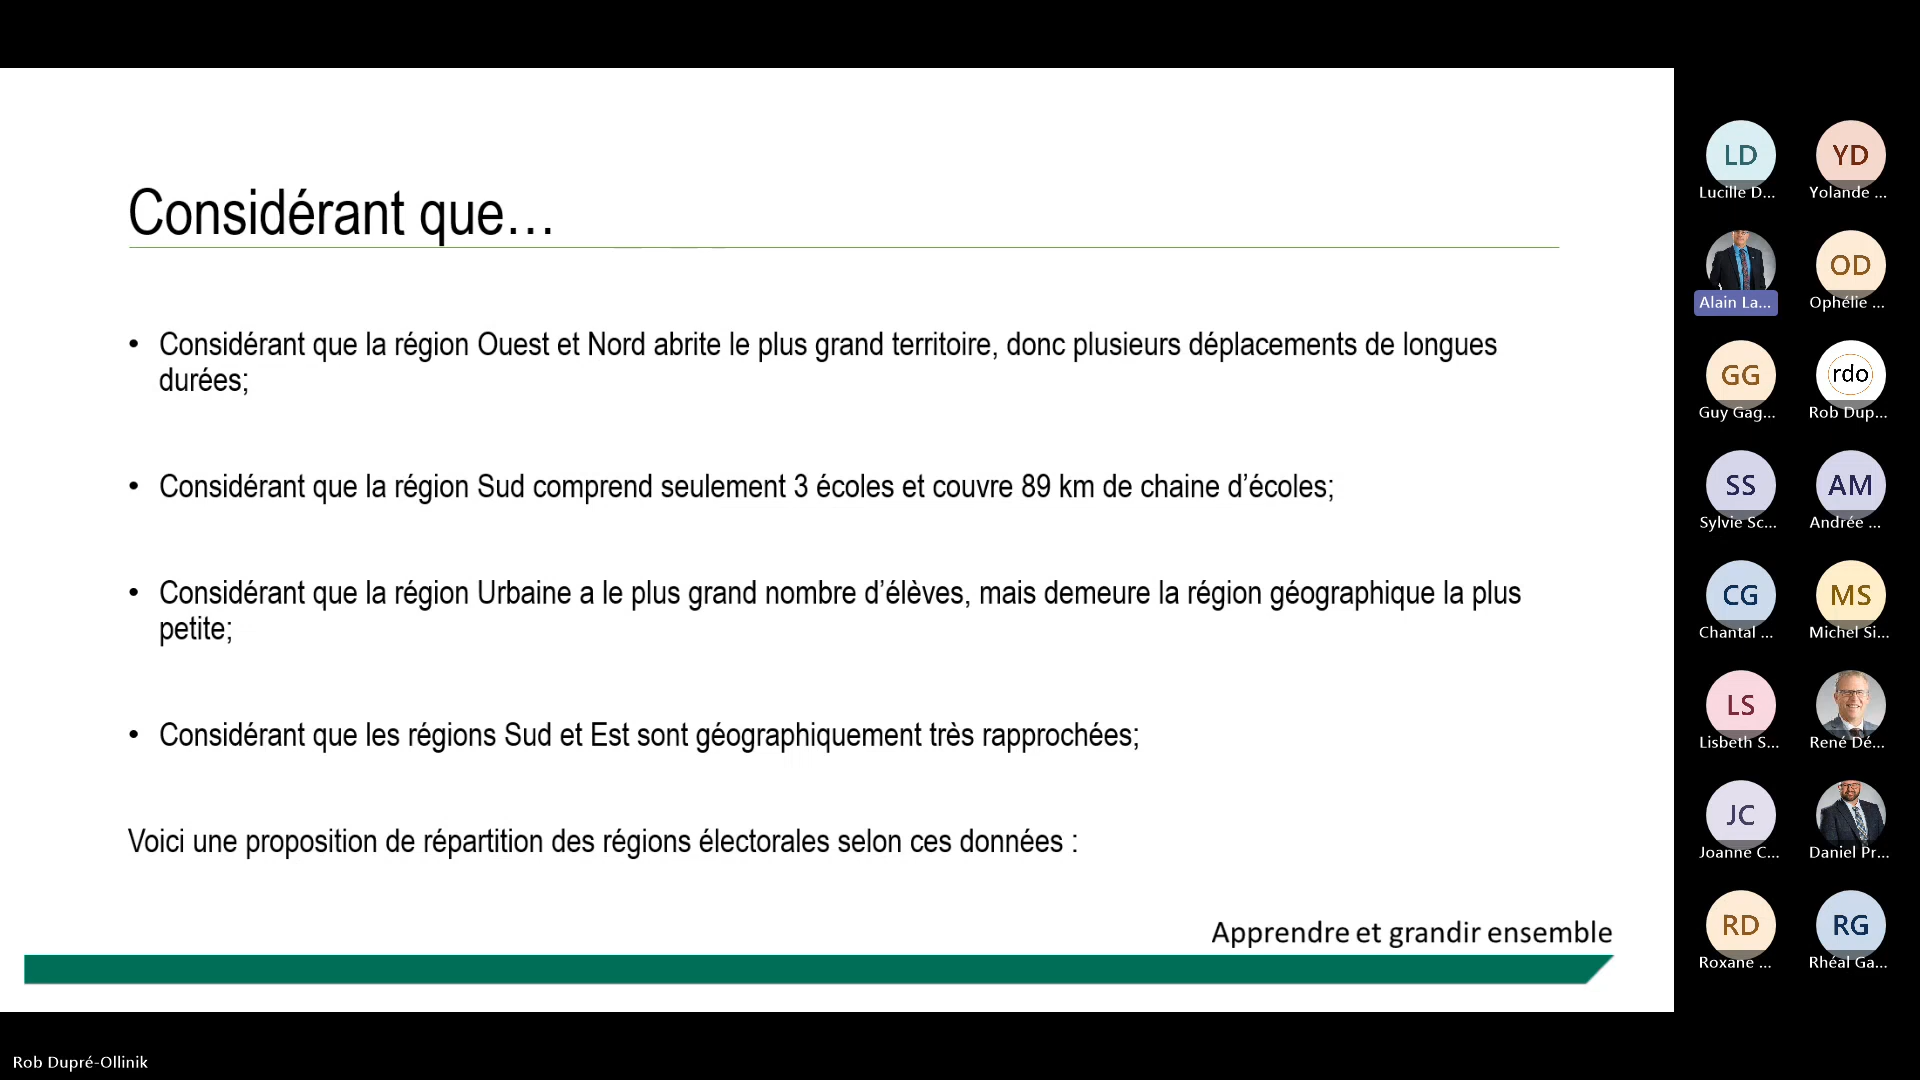 Considérant que…
• Considérant que la région Ouest et Nord abrite le plus grand territoire, donc plusieurs déplacements de longues
durées;
• Considérant que la région Sud comprend seulement 3 écoles et couvre 89 km de chaine d’écoles;
• Considérant que la région Urbaine a le plus grand nombre d’élèves, mais demeure la région géographique la plus
petite;
• Considérant que les régions Sud et Est sont géographiquement très rapprochées;
Voici une proposition de répartition des régions électorales selon ces données :
Apprendre et grandir ensemble
LD
Lucille D...
YD
Yolande ...
Alain La...
OD
Ophélie ...
GG
Guy Gag...
rdo
Rob Dup...
SS
Sylvie Sc...
AM
Andrée ...
CG
Chantal ...
MS
Michel Si...
LS
Lisbeth S...
René Dé...
JC
Joanne C...
Daniel Pr...
RD
Roxane ...
RG
Rhéal Ga...
Rob Dupré-Ollinik